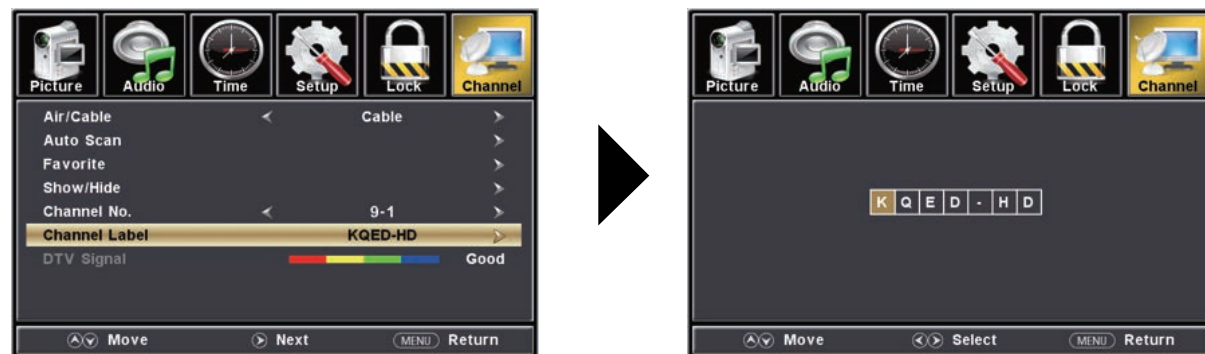 Picture Audio Time Setup Lock Channel
Air/Cable Cable
Auto Scan
Favorite
Show/Hide
Channel No. 9-1
Channel Label KQED-HD
DTV Signal Good
Move Next MENU Return
Picture Audio Time Setup Lock Channel
K Q E D - H D
Move Select MENU Return